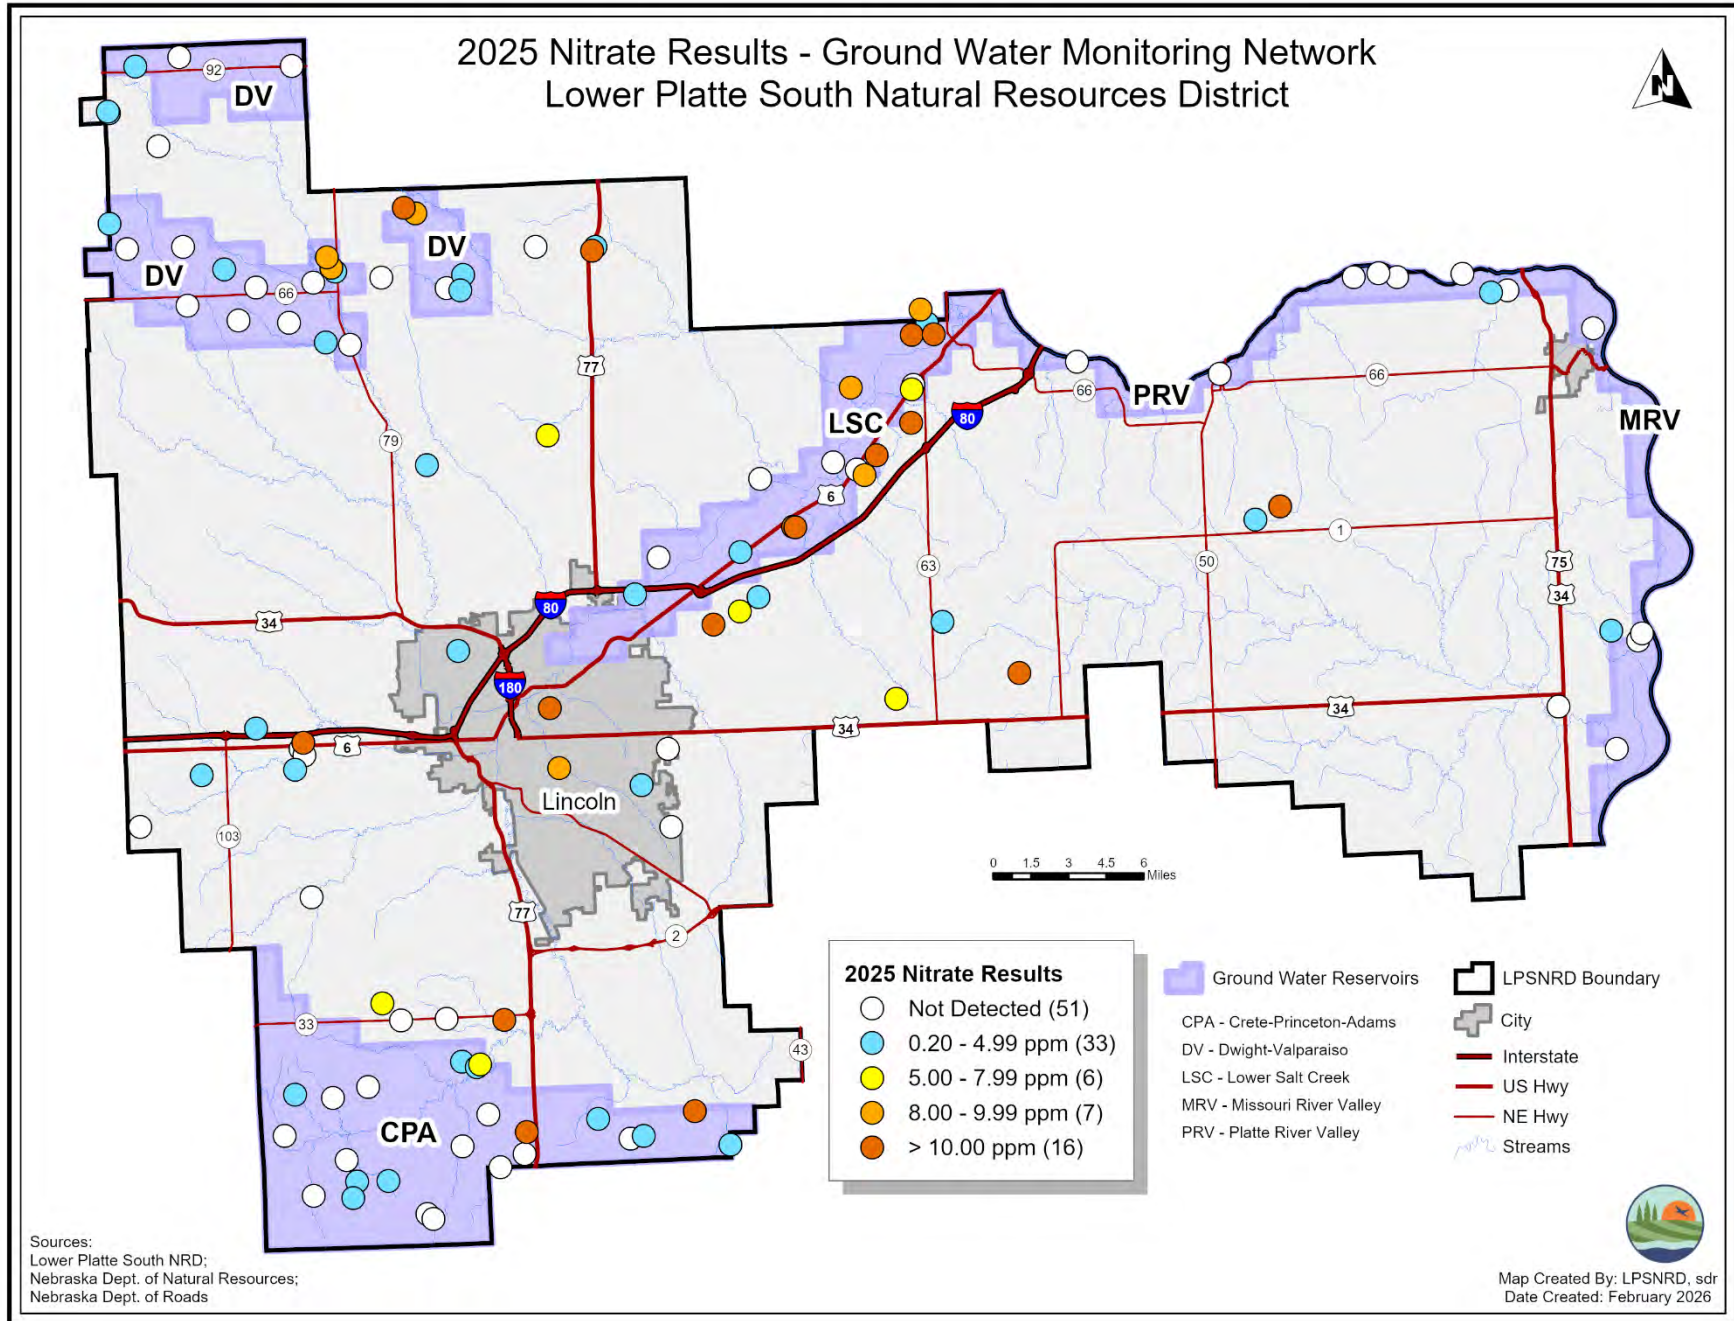 2025 Nitrate Results - Ground Water Monitoring Network
Lower Platte South Natural Resources District
N
92
DV
DV
DV
66
77
79
LSC
80
6
66
PRV
66
MRV
63
1
50
75
34
34
80
180
34
34
6
Lincoln
103
77
2
33
43
CPA
0 1.5 3 4.5 6
Miles
2025 Nitrate Results
Not Detected (51)
0.20 - 4.99 ppm (33)
5.00 - 7.99 ppm (6)
8.00 - 9.99 ppm (7)
> 10.00 ppm (16)
Ground Water Reservoirs
CPA - Crete-Princeton-Adams
DV - Dwight-Valparaiso
LSC - Lower Salt Creek
MRV - Missouri River Valley
PRV - Platte River Valley
LPSNRD Boundary
City
Interstate
US Hwy
NE Hwy
Streams
Sources:
Lower Platte South NRD;
Nebraska Dept. of Natural Resources;
Nebraska Dept. of Roads
Map Created By: LPSNRD, sdr
Date Created: February 2026